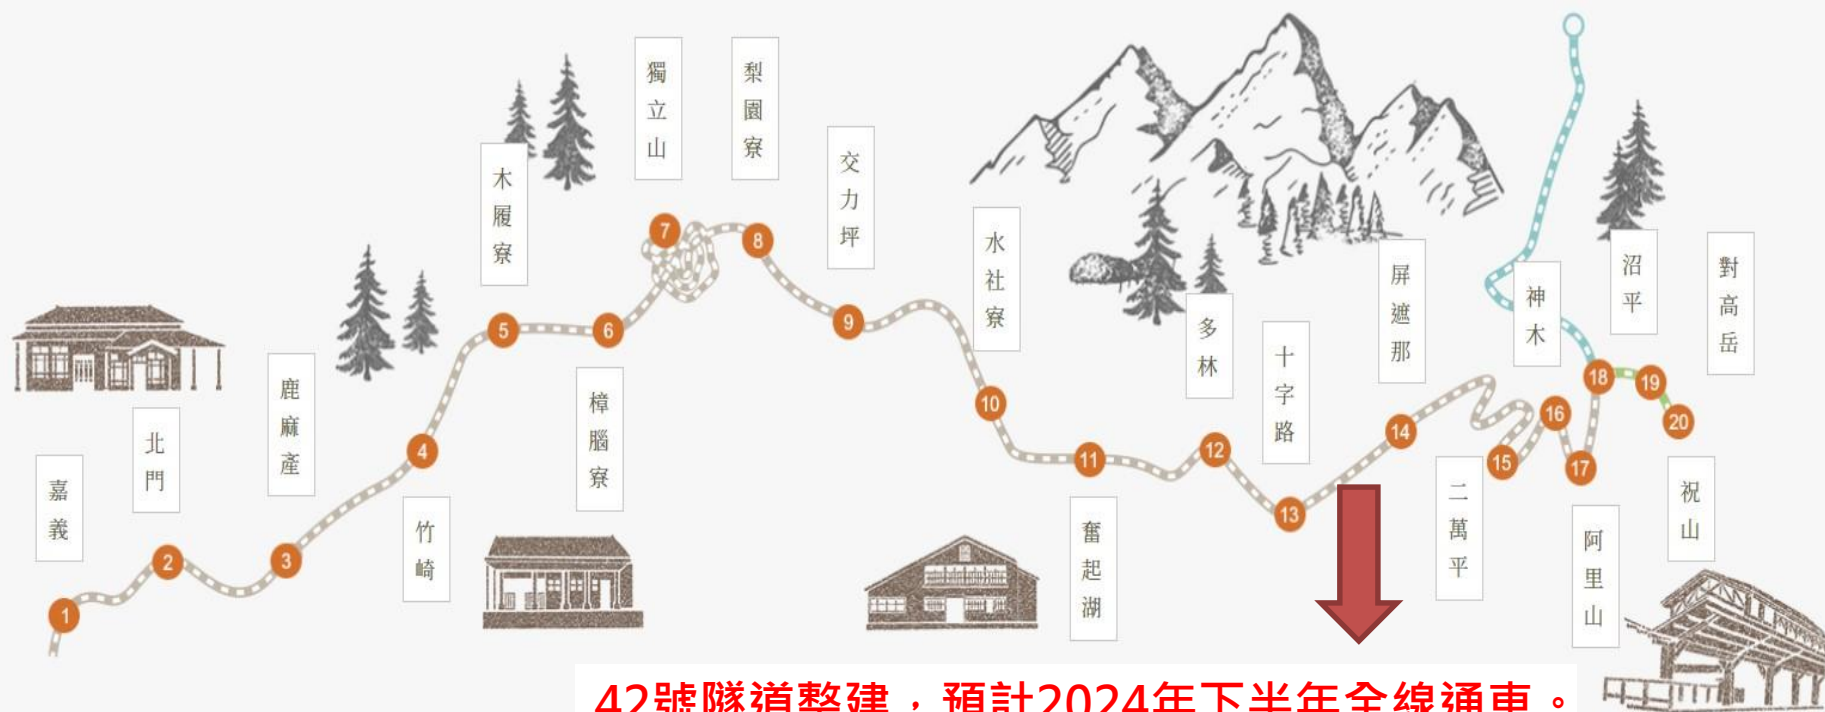 嘉義
1
北門
2
鹿麻產
3
竹崎
4
木履寮
5
樟腦寮
6
獨立山
7
梨園寮
8
交力坪
9
水社寮
10
奮起湖
11
多林
12
十字路
13
屏遮那
14
二萬平
15
神木
16
阿里山
17
沼平
18
對高岳
19
祝山
20
42號隧道整建，預計2024年下半年全線通車。